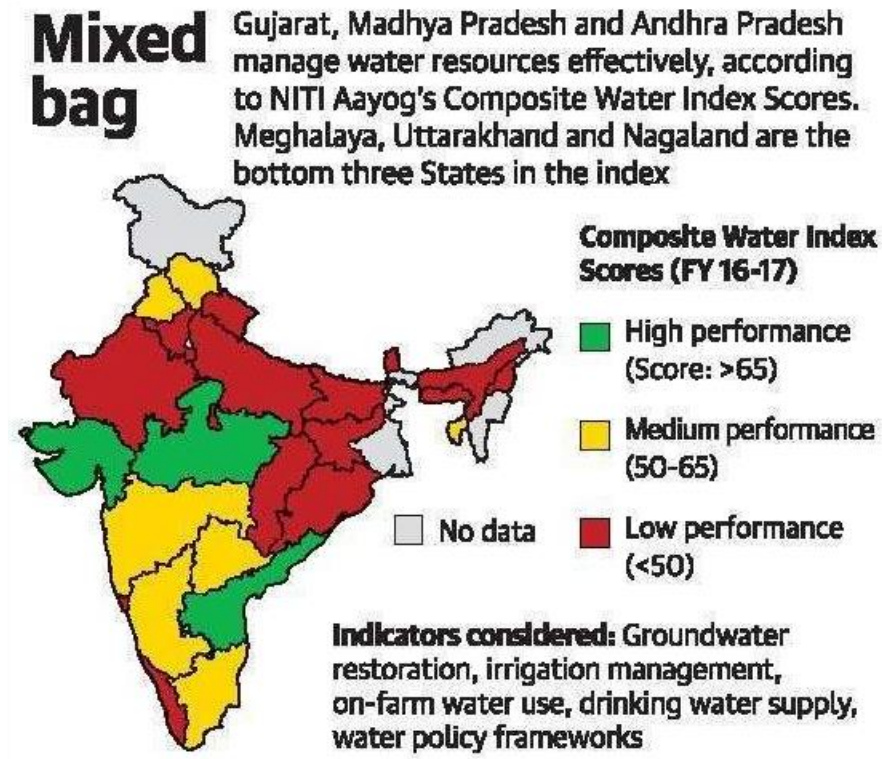 Mixed
bag
Gujarat, Madhya Pradesh and Andhra Pradesh
manage water resources effectively, according
to NITI Aayog's Composite Water Index Scores.
Meghalaya, Uttarakhand and Nagaland are the
bottom three States in the index
Composite Water Index
Scores (FY 16-17)
High performance
(Score: >65)
Medium performance
(50-65)
No data
Low performance
(<50)
Indicators considered: Groundwater
restoration, irrigation management,
on-farm water use, drinking water supply,
water policy frameworks